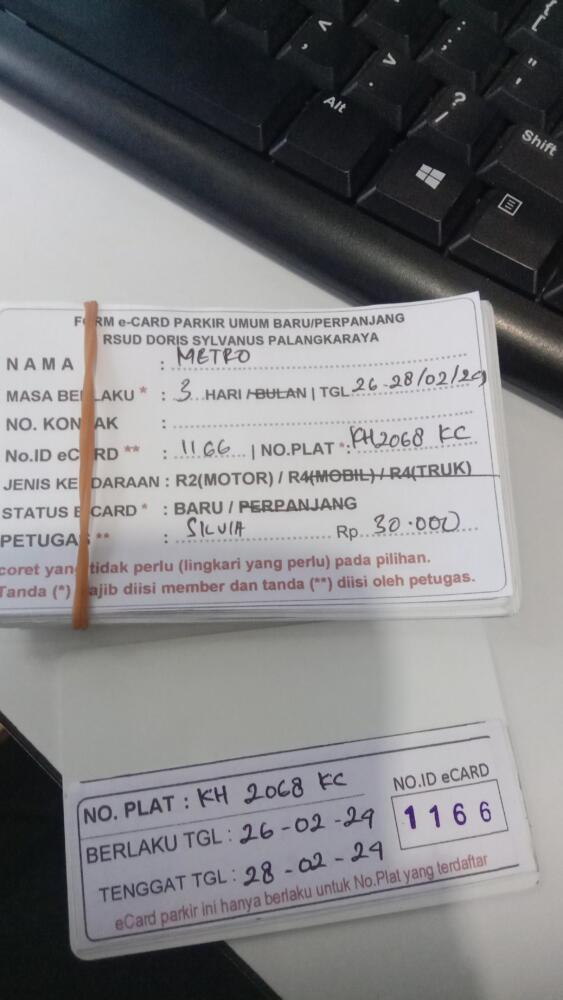 Alt
Shift
FORM e-CARD PARKIR UMUM BARU/PERPANJANG
RSUD DORIS SYLVANUS PALANGKARAYA
NAMA : METRO
MASA BERLAKU * : 3 HARI /BULAN | TGL 26-28/02/24
NO. KONTAK :
No.ID eCARD ** : 1166 | NO.PLAT *: KH2068 KC
JENIS KENDARAAN : R2(MOTOR) / R4(MOBIL) / R4(TRUK)
STATUS ECARD * : BARU / PERPANJANG
PETUGAS ** : SILVIA Rp. 30.000
coret yang tidak perlu (lingkari yang perlu) pada pilihan.
Tanda (*) wajib diisi member dan tanda (**) diisi oleh petugas.
NO. PLAT : KH 2068 KC
NO.ID eCARD
1166
BERLAKU TGL : 26-02-24
TENGGAT TGL : 28-02-24
eCard parkir ini hanya berlaku untuk No.Plat yang terdaftar